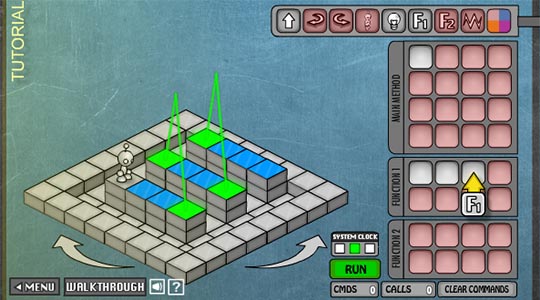 TUTORIAL
F1
F2
MAIN METHOD
FUNCTION 1
F1
FUNCTION 2
SYSTEM CLOCK
RUN
MENU
WALKTHROUGH
?
CMDS 0
CALLS 0
CLEAR COMMANDS